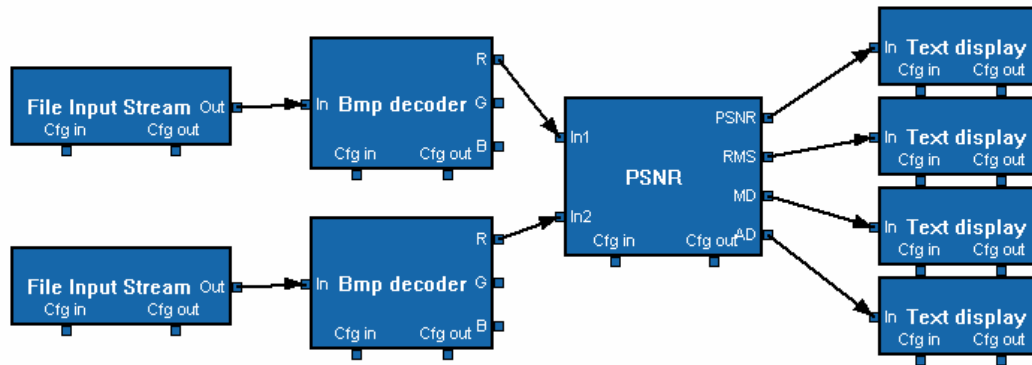 File Input Stream Out
Cfg in Cfg out
R
In Bmp decoder G
B
Cfg in Cfg out
File Input Stream Out
Cfg in Cfg out
R
In Bmp decoder G
B
Cfg in Cfg out
PSNR
In1
RMS
PSNR
MD
In2
AD
Cfg in Cfg out
In Text display
Cfg in Cfg out
In Text display
Cfg in Cfg out
In Text display
Cfg in Cfg out
In Text display
Cfg in Cfg out